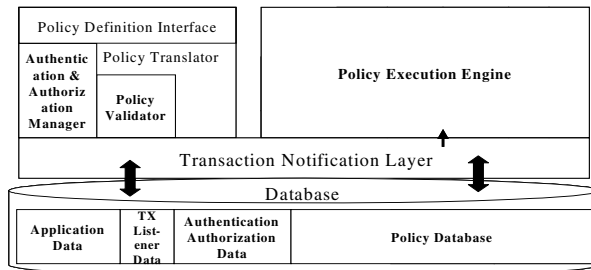 Policy Definition Interface
Authentic
ation &
Authoriz
ation
Manager
Policy Translator
Policy
Validator
Policy Execution Engine
Transaction Notification Layer
Database
Application
Data
TX
List-
ener
Data
Authentication
Authorization
Data
Policy Database